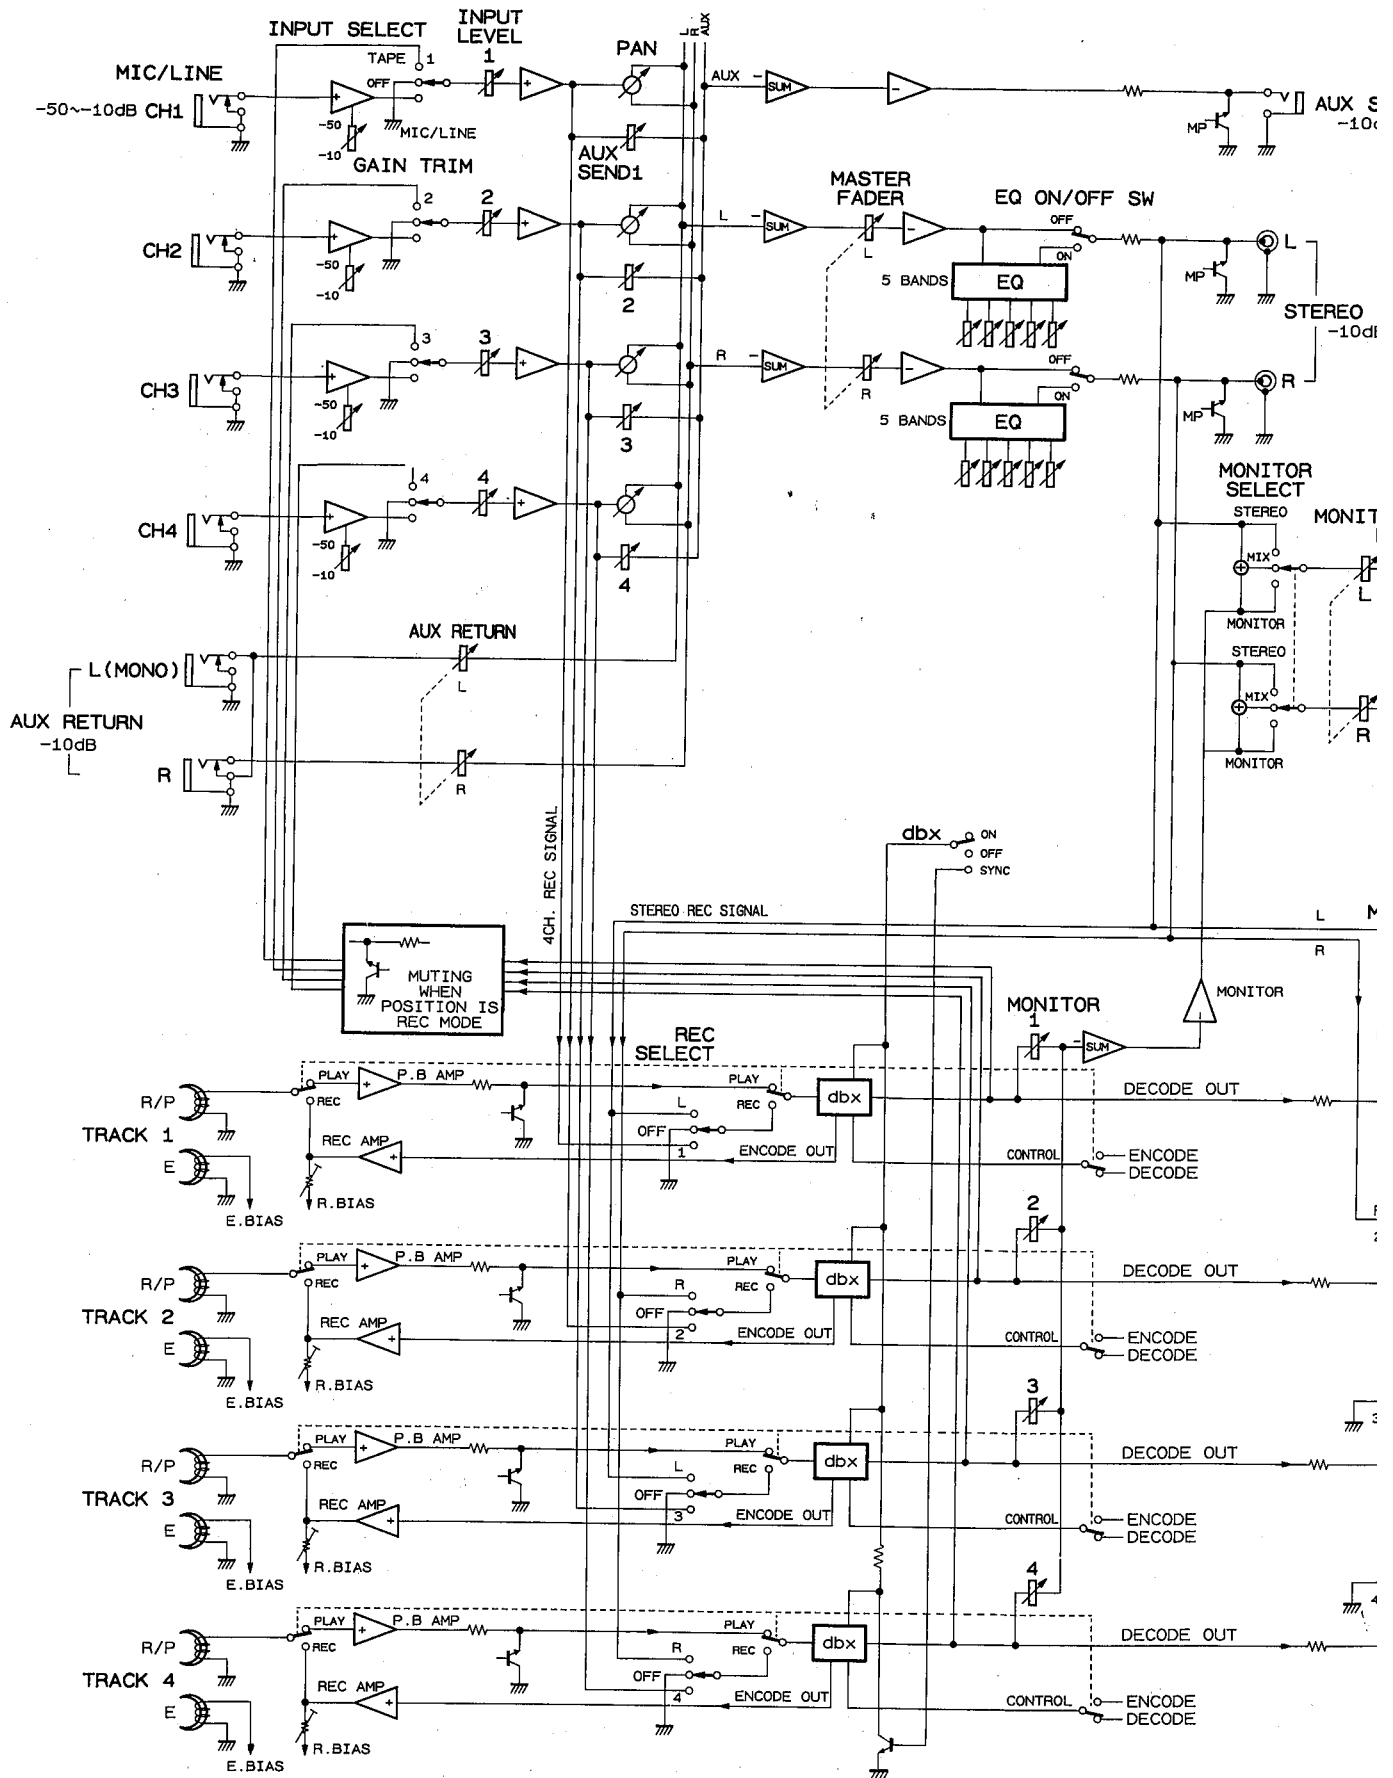 INPUT SELECT
INPUT
LEVEL
1
L
R
AUX
PAN
TAPE
1
OFF
MIC/LINE
-50~-10dB CH1
-50
-10
MIC/LINE
GAIN TRIM
AUX
SEND1
AUX
SUM
MP
AUX S
-10d
MASTER
FADER
EQ ON/OFF SW
2
2
CH2
-50
-10
2
L
SUM
L
OFF
ON
5 BANDS
EQ
MP
L
STEREO
-10dB
3
3
CH3
-50
-10
3
R
SUM
R
OFF
ON
5 BANDS
EQ
MP
R
4
4
CH4
-50
-10
4
MONITOR
SELECT
STEREO
MIX
MONITOR
MONIT
L
STEREO
MIX
MONITOR
R
AUX RETURN
L
R
L(MONO)
AUX RETURN
-10dB
R
4CH. REC SIGNAL
dbx
ON
OFF
SYNC
STEREO REC SIGNAL
L
R
M
MUTING
WHEN
POSITION IS
REC MODE
MONITOR
REC
SELECT
MONITOR
1
SUM
R/P
PLAY
REC
P.B AMP
PLAY
REC
dbx
DECODE OUT
L
OFF
1
TRACK 1
REC AMP
ENCODE OUT
CONTROL
ENCODE
DECODE
E
E.BIAS
R.BIAS
2
R/P
PLAY
REC
P.B AMP
PLAY
REC
dbx
DECODE OUT
R
OFF
2
TRACK 2
REC AMP
ENCODE OUT
CONTROL
ENCODE
DECODE
E
E.BIAS
R.BIAS
3
R/P
PLAY
REC
P.B AMP
PLAY
REC
dbx
DECODE OUT
L
OFF
3
TRACK 3
REC AMP
ENCODE OUT
CONTROL
ENCODE
DECODE
E
E.BIAS
R.BIAS
3
4
R/P
PLAY
REC
P.B AMP
PLAY
REC
dbx
DECODE OUT
R
OFF
4
TRACK 4
REC AMP
ENCODE OUT
CONTROL
ENCODE
DECODE
E
E.BIAS
R.BIAS